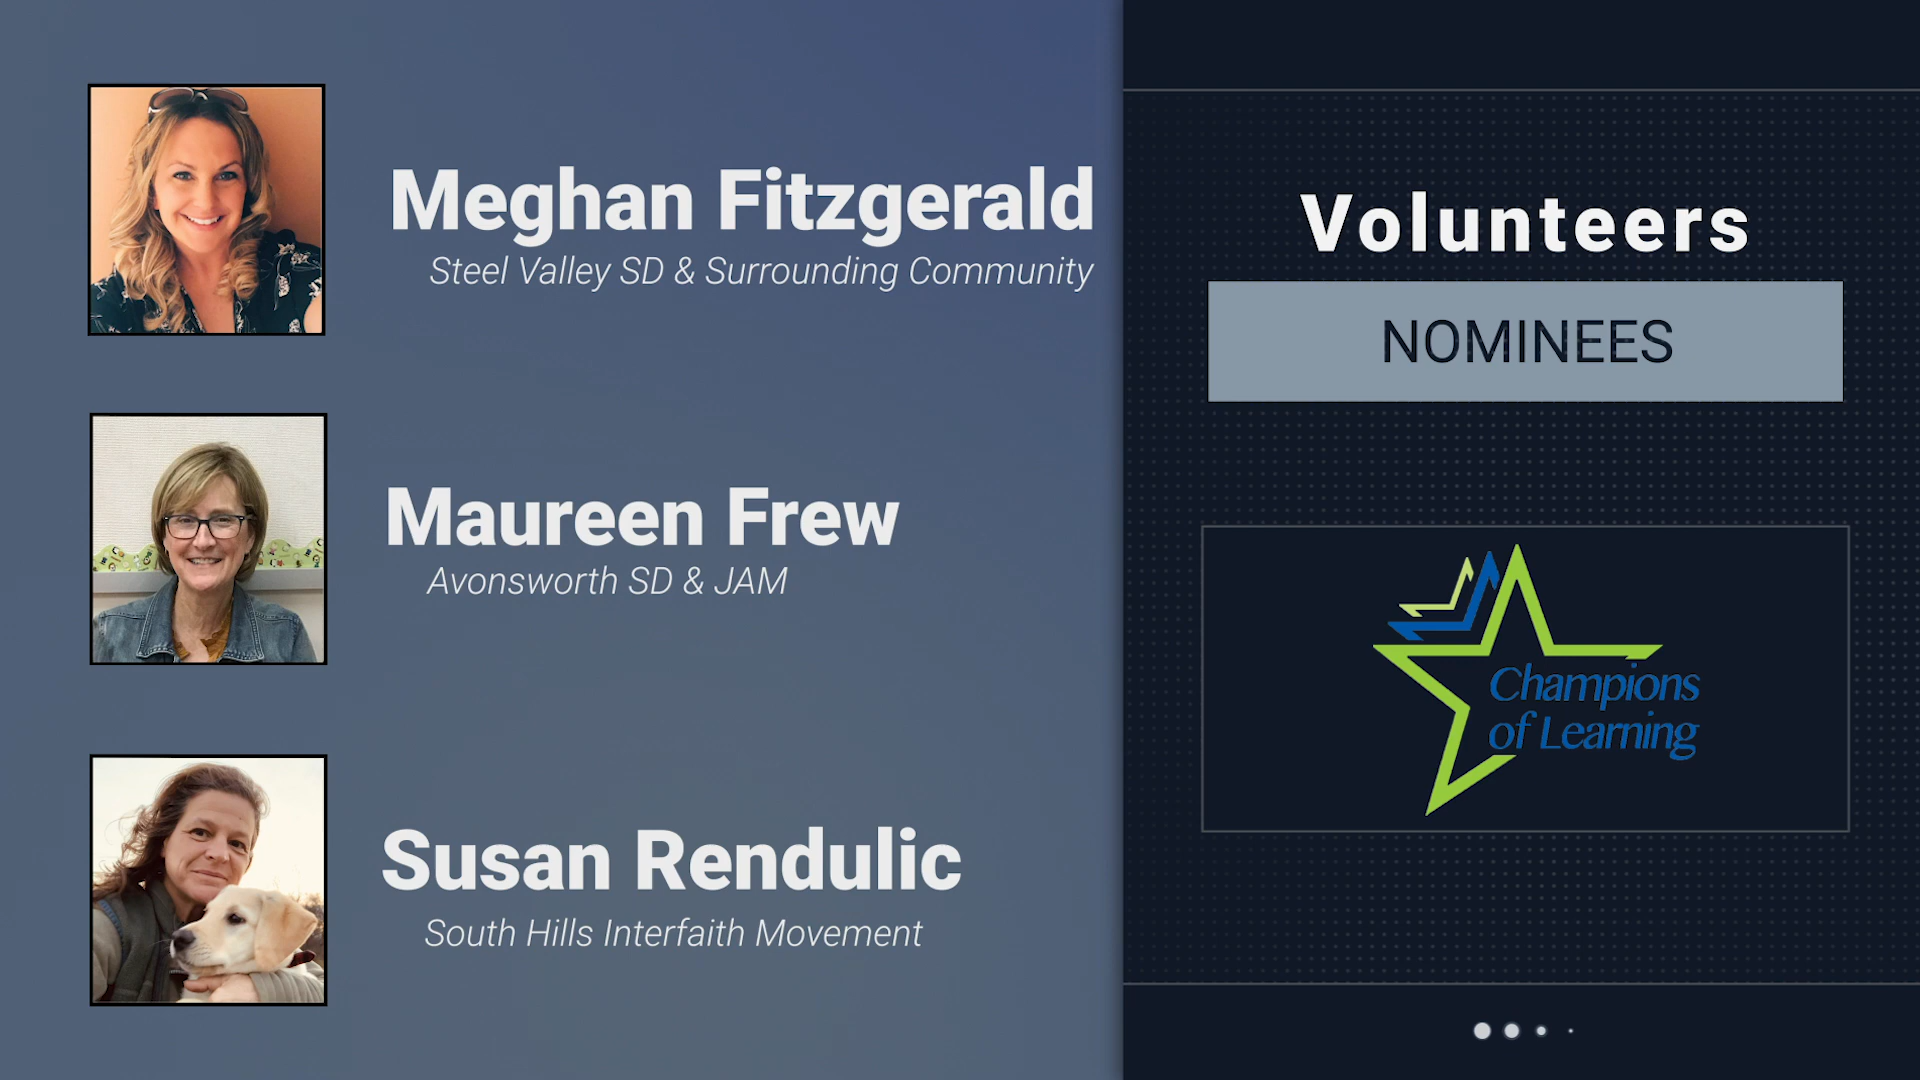 Meghan Fitzgerald
Steel Valley SD & Surrounding Community
Maureen Frew
Avonsworth SD & JAM
Susan Rendulic
South Hills Interfaith Movement
Volunteers
NOMINEES
Champions
of Learning